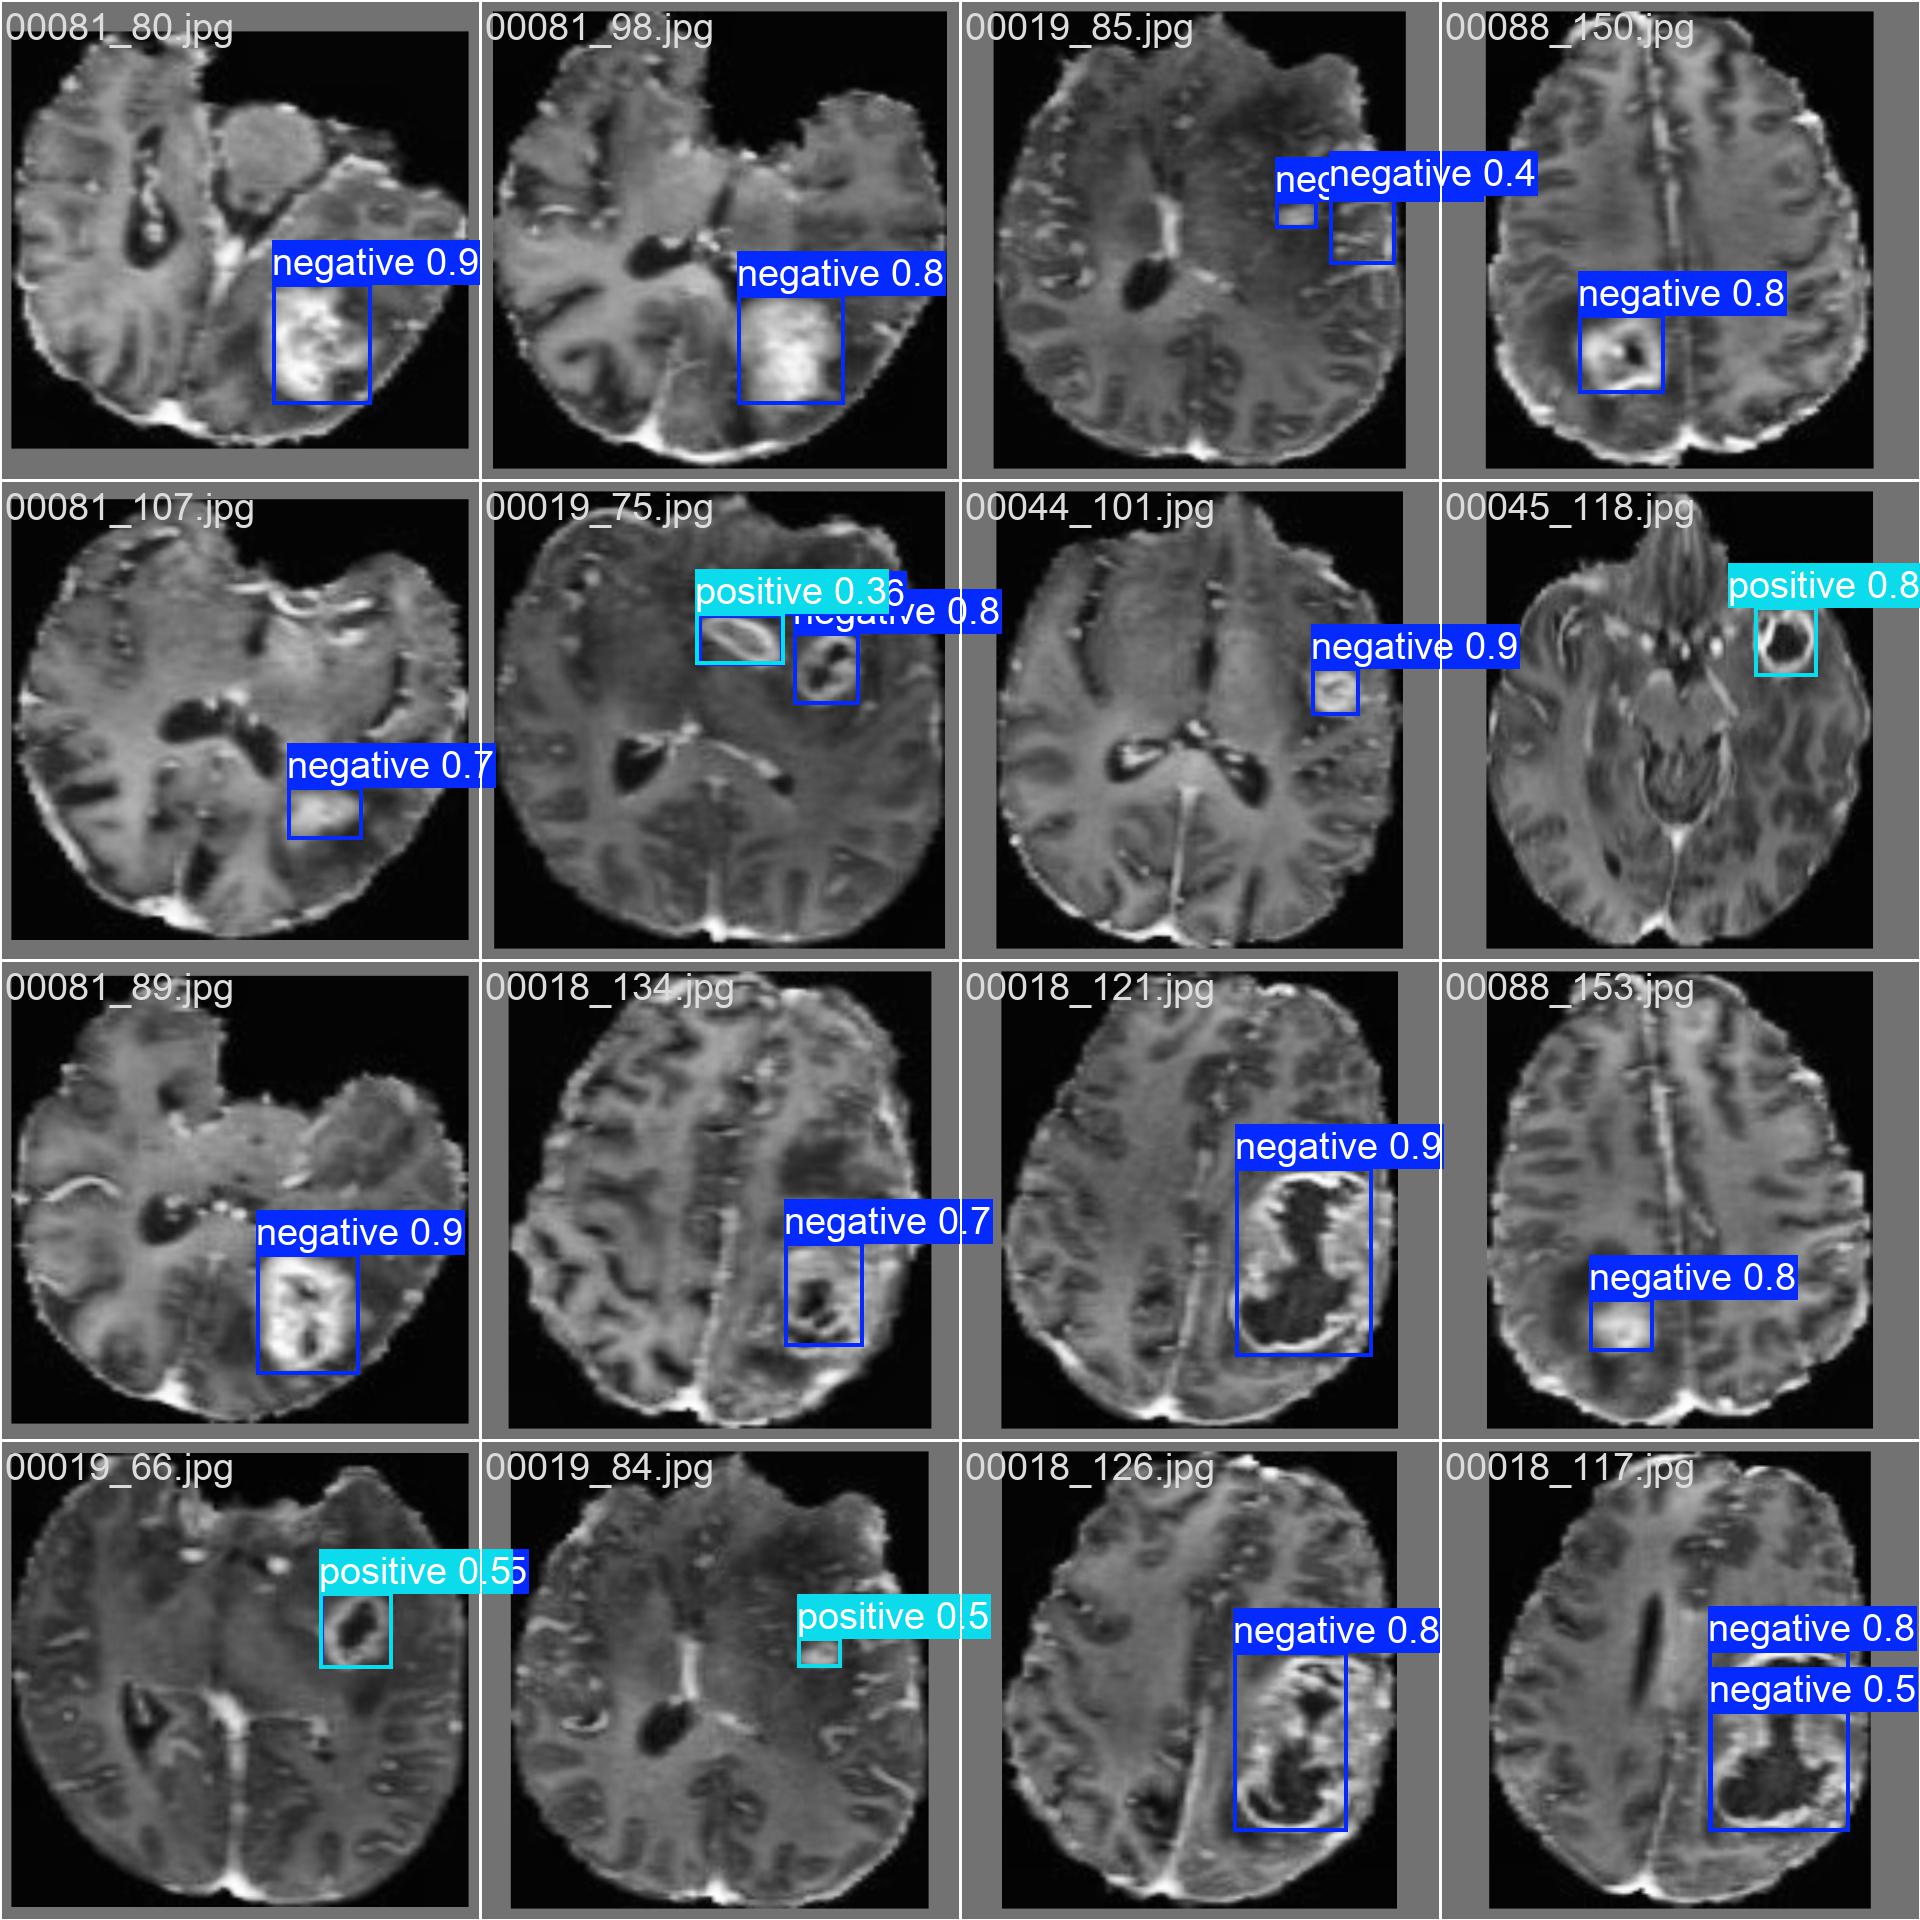 00081_80.jpg
negative 0.9
00081_98.jpg
negative 0.8
00019_85.jpg
negative 0.4
00088_150.jpg
negative 0.8
00081_107.jpg
negative 0.7
00019_75.jpg
positive 0.36
negative 0.8
00044_101.jpg
negative 0.9
00045_118.jpg
positive 0.8
00081_89.jpg
negative 0.9
00018_134.jpg
negative 0.7
00018_121.jpg
negative 0.9
00088_153.jpg
negative 0.8
00019_66.jpg
positive 0.55
00019_84.jpg
positive 0.5
00018_126.jpg
negative 0.8
00018_117.jpg
negative 0.8
negative 0.5